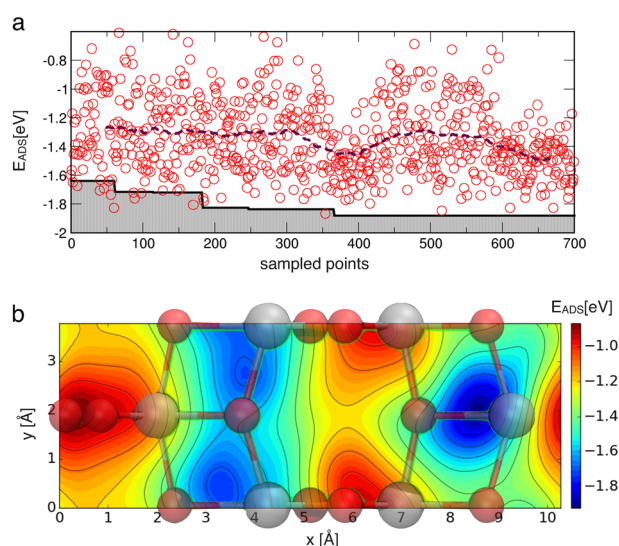 a
-0.8
-1
-1.2
-1.4
-1.6
-1.8
-2
E_ADS[eV]
0 100 200 300 400 500 600 700
sampled points
b
E_ADS[eV]
3
2
1
0
y [Å]
0 1 2 3 4 5 6 7 8 9 10
x [Å]
−1.0
−1.2
−1.4
−1.6
−1.8